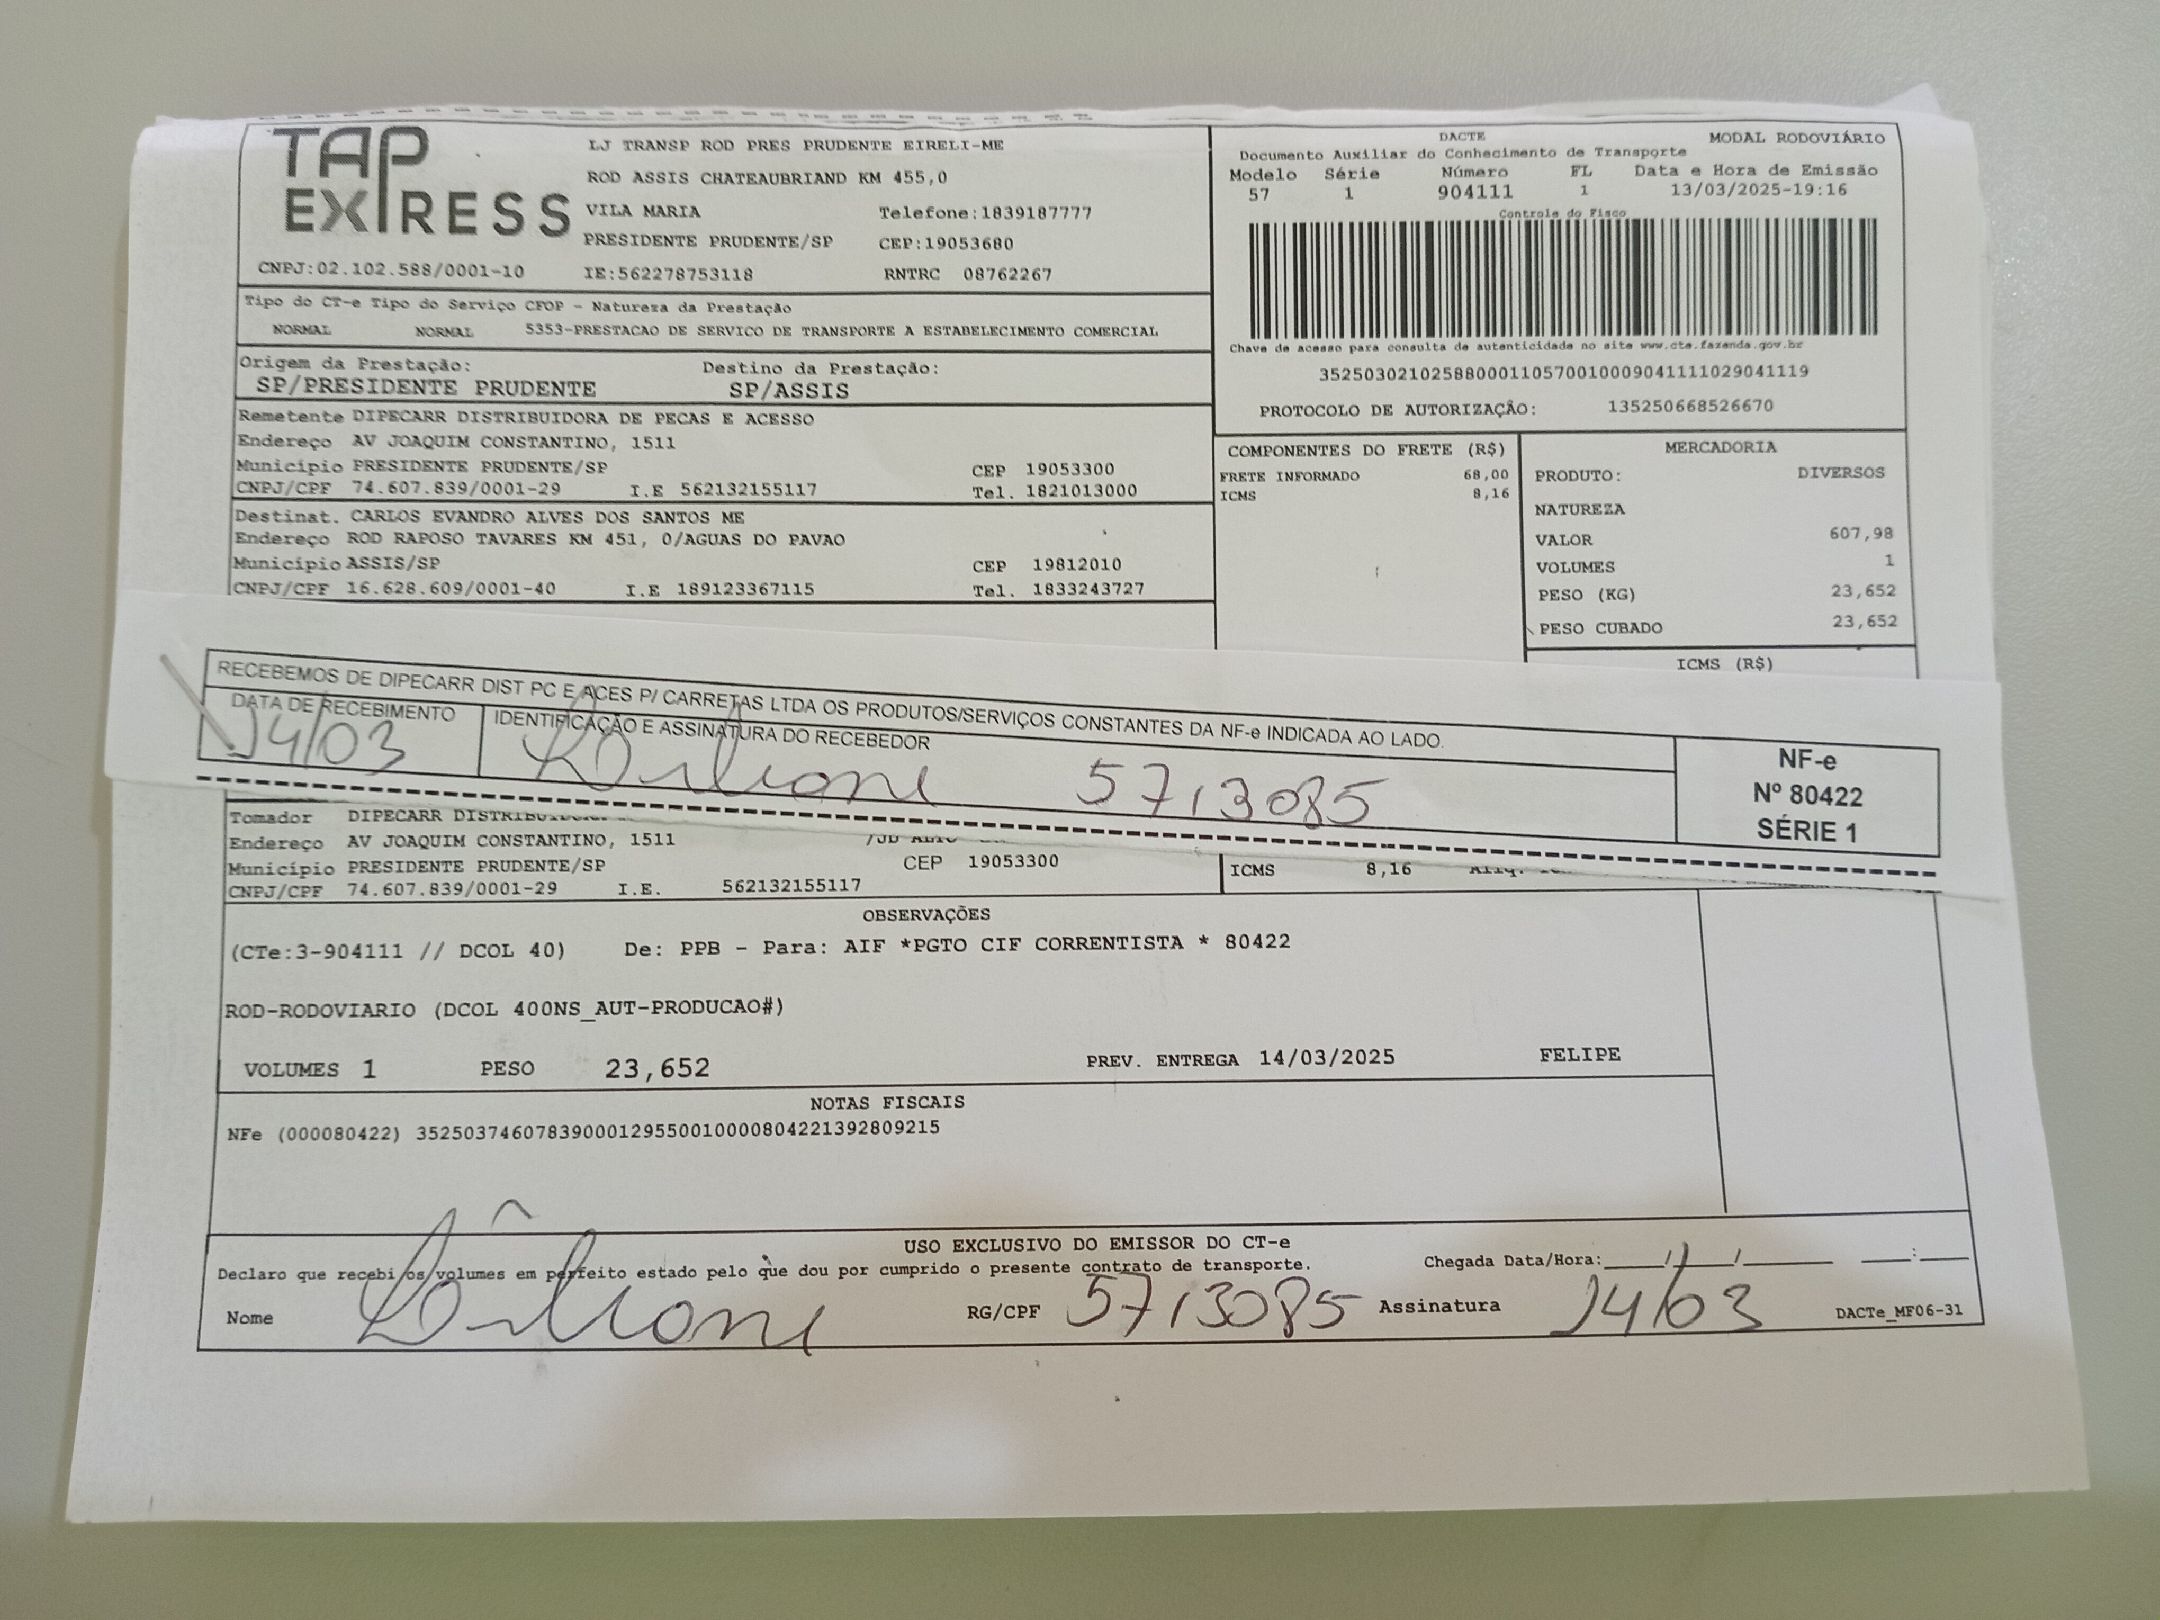 TAP EXPRESS
LJ TRANSP ROD PRES PRUDENTE EIRELI-ME
ROD ASSIS CHATEAUBRIAND KM 455,0
VILA MARIA Telefone:1839187777
PRESIDENTE PRUDENTE/SP CEP:19053680
CNPJ:02.102.588/0001-10 IE:562278753118 RNTRC 08762267
DACTE MODAL RODOVIÁRIO
Documento Auxiliar do Conhecimento de Transporte
Modelo Série Número FL Data e Hora de Emissão
57 1 904111 1 13/03/2025-19:16
Controle do Fisco
Chave de acesso para consulta de autenticidade no site www.cte.fazenda.gov.br
35250302102588000110570010009041111029041119
PROTOCOLO DE AUTORIZAÇÃO: 135250668526670
Tipo do CT-e Tipo do Serviço CFOP - Natureza da Prestação
NORMAL NORMAL 5353-PRESTACAO DE SERVICO DE TRANSPORTE A ESTABELECIMENTO COMERCIAL
Origem da Prestação: Destino da Prestação:
SP/PRESIDENTE PRUDENTE SP/ASSIS
Remetente DIPECARR DISTRIBUIDORA DE PECAS E ACESSO
Endereço AV JOAQUIM CONSTANTINO, 1511
Município PRESIDENTE PRUDENTE/SP CEP 19053300
CNPJ/CPF 74.607.839/0001-29 I.E 562132155117 Tel. 1821013000
Destinat. CARLOS EVANDRO ALVES DOS SANTOS ME
Endereço ROD RAPOSO TAVARES KM 451, 0/AGUAS DO PAVAO
Município ASSIS/SP CEP 19812010
CNPJ/CPF 16.628.609/0001-40 I.E 189123367115 Tel. 1833243727
COMPONENTES DO FRETE (R$)
FRETE INFORMADO 68,00
ICMS 8,16
MERCADORIA
PRODUTO: DIVERSOS
NATUREZA
VALOR 607,98
VOLUMES 1
PESO (KG) 23,652
PESO CUBADO 23,652
ICMS (R$)
RECEBEMOS DE DIPECARR DIST PC E ACES P/ CARRETAS LTDA OS PRODUTOS/SERVIÇOS CONSTANTES DA NF-e INDICADA AO LADO.
DATA DE RECEBIMENTO IDENTIFICAÇÃO E ASSINATURA DO RECEBEDOR
14/03 5713085
NF-e
Nº 80422
SÉRIE 1
Tomador DIPECARR
Endereço AV JOAQUIM CONSTANTINO, 1511
Município PRESIDENTE PRUDENTE/SP CEP 19053300
CNPJ/CPF 74.607.839/0001-29 I.E. 562132155117
ICMS 8,16
OBSERVAÇÕES
(CTe:3-904111 // DCOL 40) De: PPB - Para: AIF *PGTO CIF CORRENTISTA * 80422
ROD-RODOVIARIO (DCOL 400NS_AUT-PRODUCAO#)
VOLUMES 1 PESO 23,652 PREV. ENTREGA 14/03/2025 FELIPE
NOTAS FISCAIS
NFe (000080422) 35250374607839000129550010000804221392809215
USO EXCLUSIVO DO EMISSOR DO CT-e
Declaro que recebi os volumes em perfeito estado pelo que dou por cumprido o presente contrato de transporte. Chegada Data/Hora:____/____/______ ____:____
Nome RG/CPF 5713085 Assinatura 14/03 DACTe_MF06-31